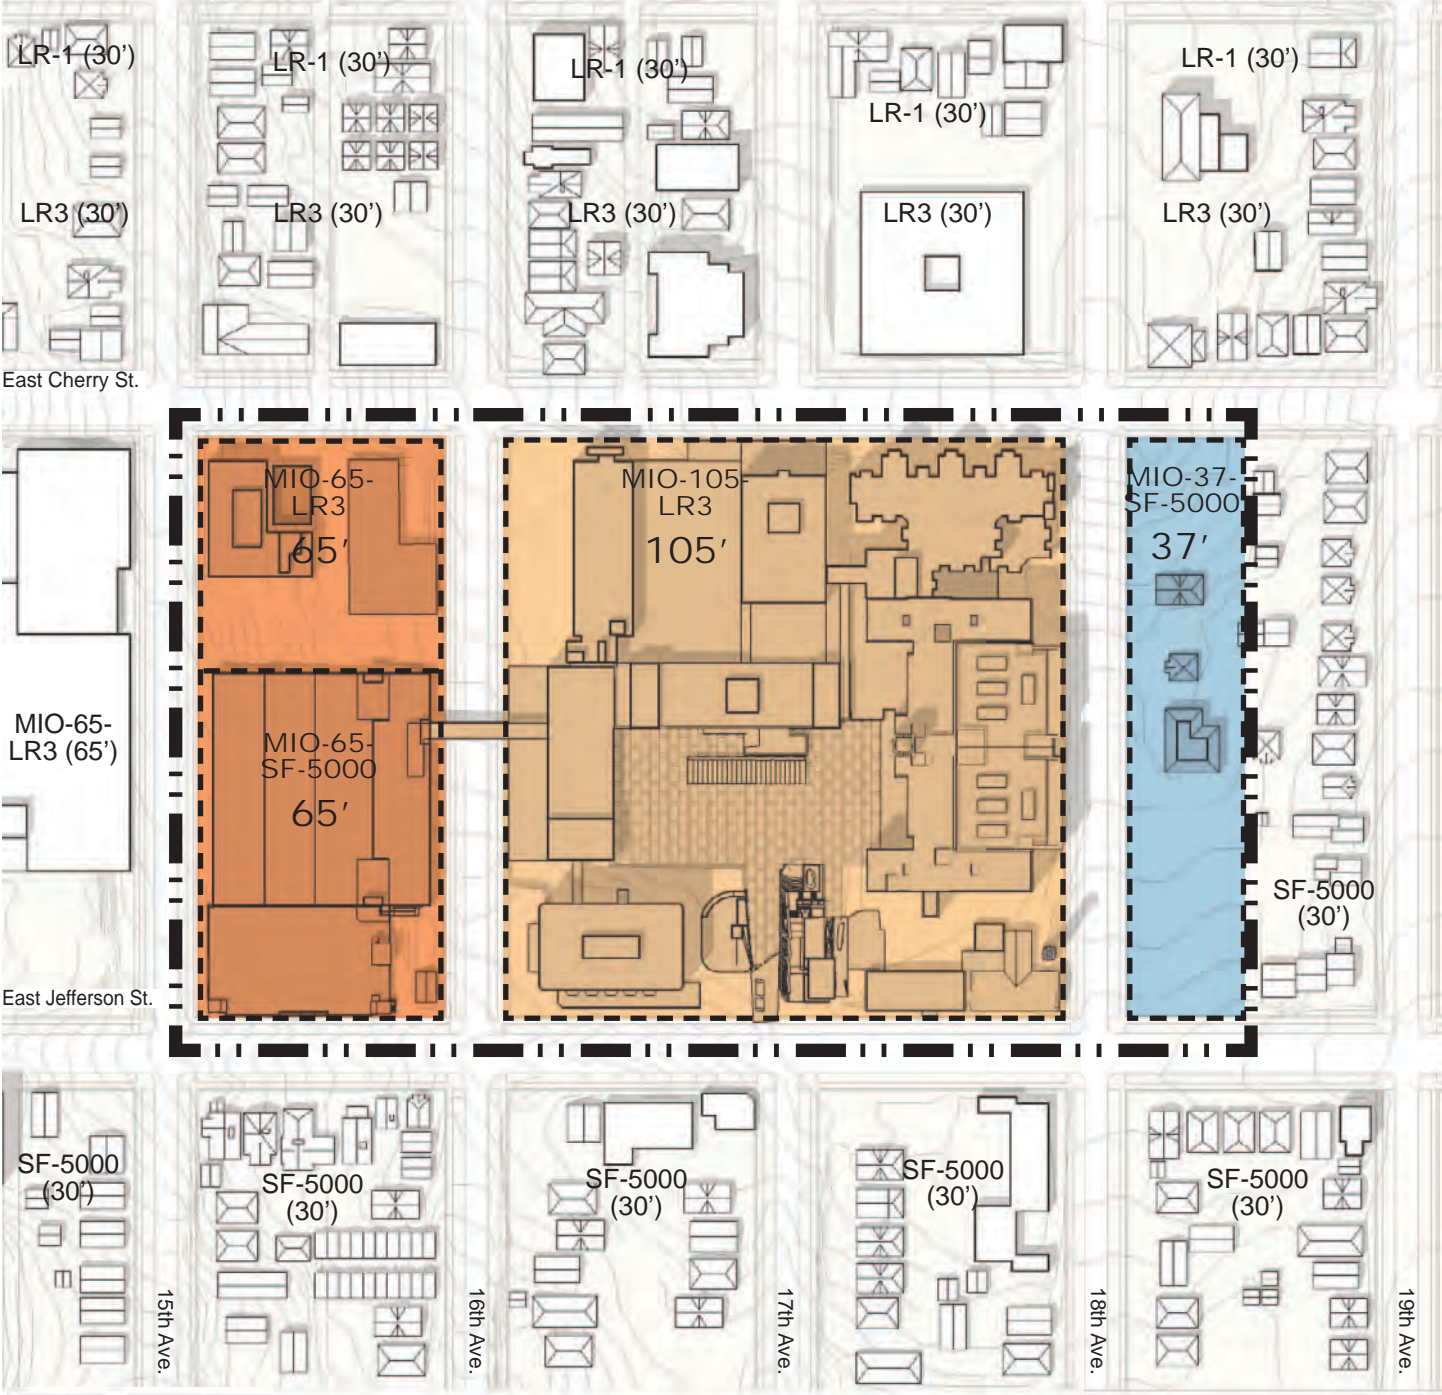 LR-1 (30')
LR-1 (30')
LR-1 (30')
LR-1 (30')
LR-1 (30')
LR3 (30')
LR3 (30')
LR3 (30')
LR3 (30')
LR3 (30')
East Cherry St.
MIO-65-
LR3
65'
MIO-105-
LR3
105'
MIO-37-
SF-5000
37'
MIO-65-
LR3 (65')
MIO-65-
SF-5000
65'
SF-5000
(30')
East Jefferson St.
SF-5000
(30')
SF-5000
(30')
SF-5000
(30')
SF-5000
(30')
SF-5000
(30')
15th Ave.
16th Ave.
17th Ave.
18th Ave.
19th Ave.